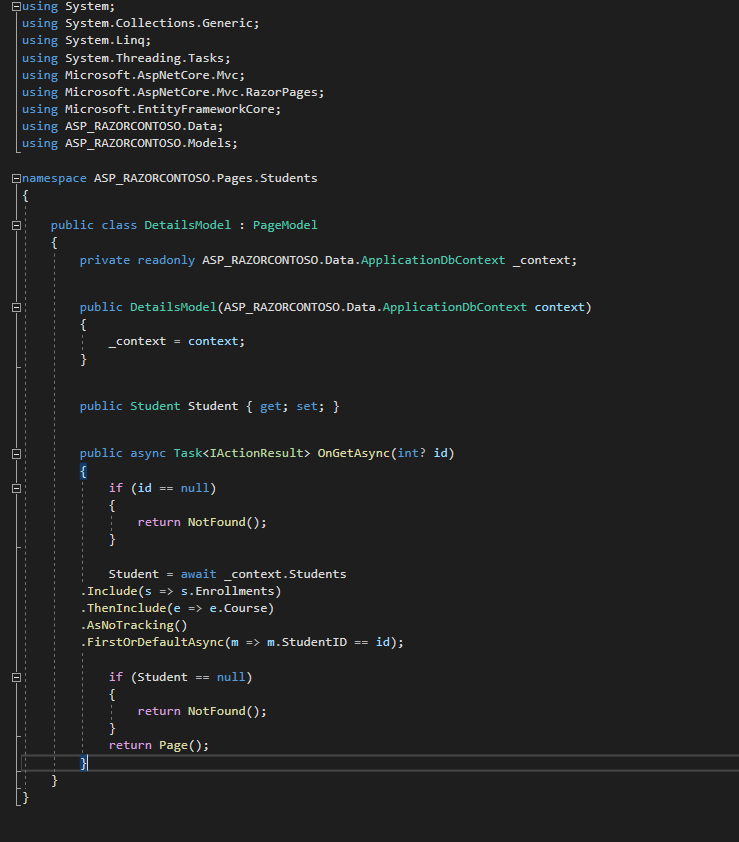 using System;
using System.Collections.Generic;
using System.Linq;
using System.Threading.Tasks;
using Microsoft.AspNetCore.Mvc;
using Microsoft.AspNetCore.Mvc.RazorPages;
using Microsoft.EntityFrameworkCore;
using ASP_RAZORCONTOSO.Data;
using ASP_RAZORCONTOSO.Models;
namespace ASP_RAZORCONTOSO.Pages.Students
{
public class DetailsModel : PageModel
{
private readonly ASP_RAZORCONTOSO.Data.ApplicationDbContext _context;
public DetailsModel(ASP_RAZORCONTOSO.Data.ApplicationDbContext context)
{
_context = context;
}
public Student Student { get; set; }
public async Task<IActionResult> OnGetAsync(int? id)
{
if (id == null)
{
return NotFound();
}
Student = await _context.Students
.Include(s => s.Enrollments)
.ThenInclude(e => e.Course)
.AsNoTracking()
.FirstOrDefaultAsync(m => m.StudentID == id);
if (Student == null)
{
return NotFound();
}
return Page();
}
}
}